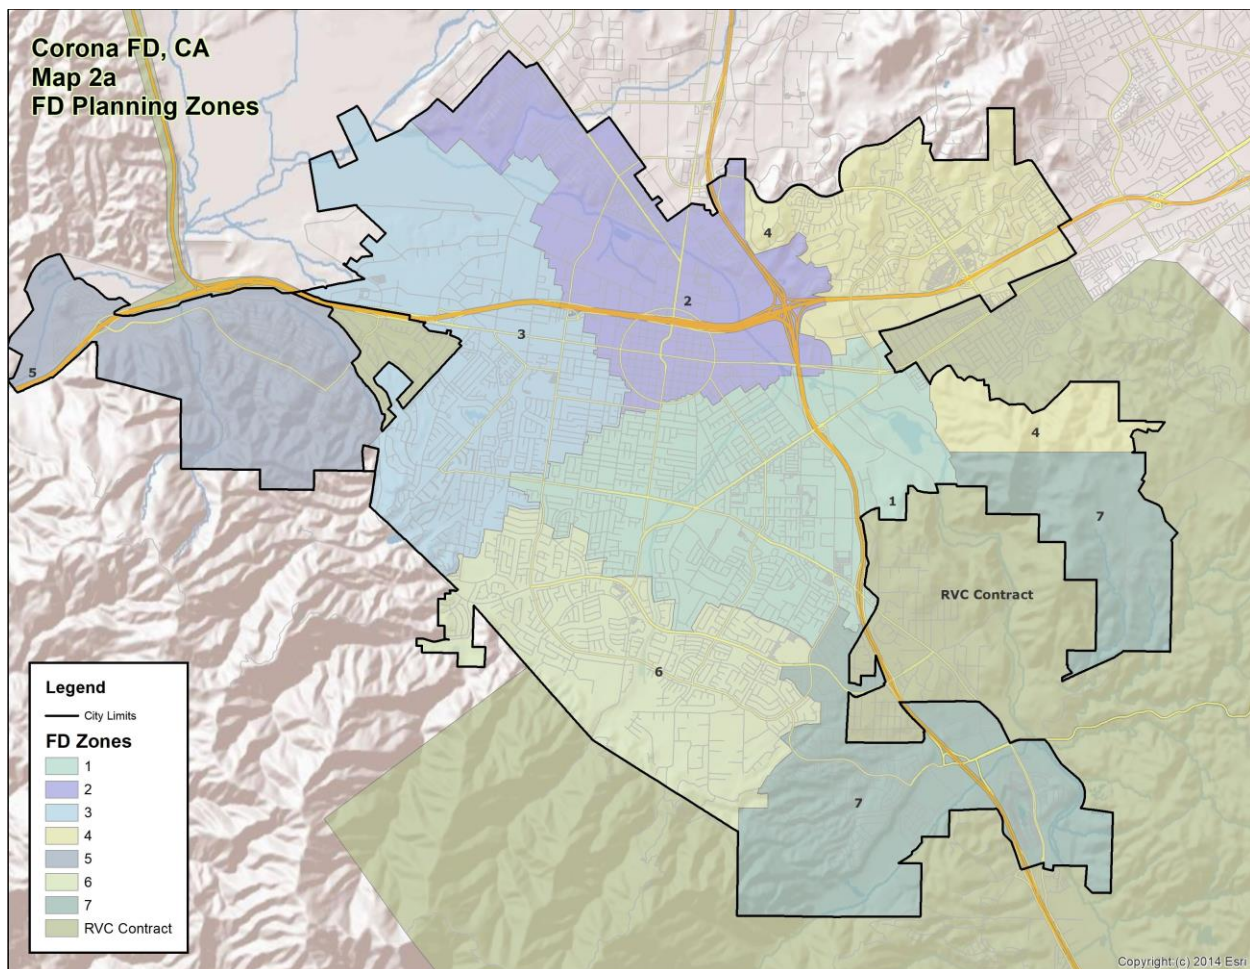 Corona FD, CA
Map 2a
FD Planning Zones
4
2
3
5
4
1
7
RVC Contract
6
7
Legend
City Limits
FD Zones
1
2
3
4
5
6
7
RVC Contract
Copyright:(c) 2014 Esri